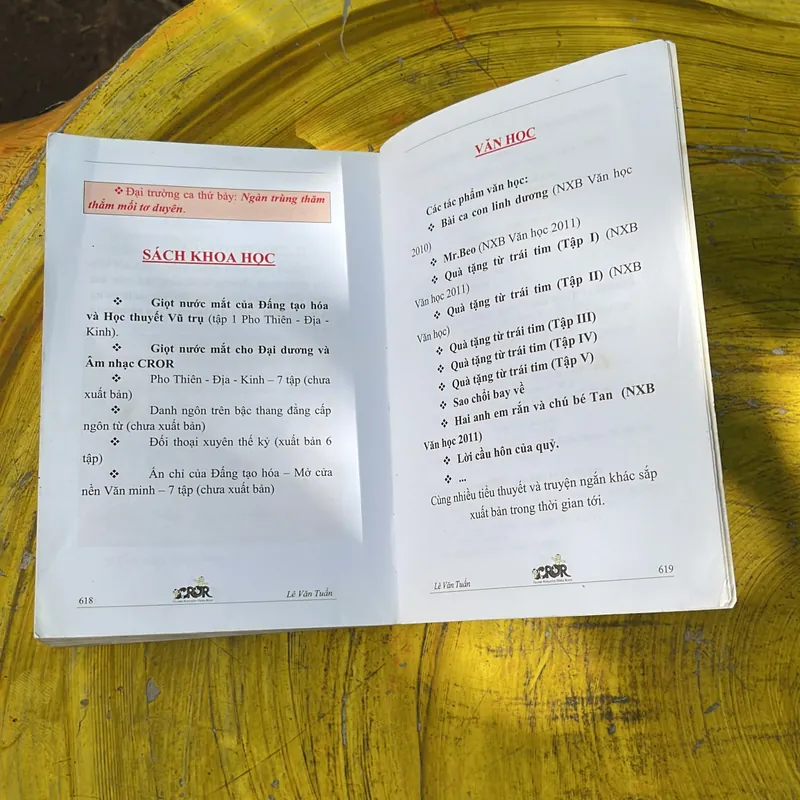 ❖ Đại trường ca thứ bảy: Ngàn trùng thăm
thẳm mối tơ duyên.
SÁCH KHOA HỌC
❖ Giọt nước mắt của Đấng tạo hóa
và Học thuyết Vũ trụ (tập 1 Pho Thiên - Địa -
Kinh).
❖ Giọt nước mắt cho Đại dương và
Âm nhạc CROR
❖ Pho Thiên - Địa - Kinh – 7 tập (chưa
xuất bản)
❖ Danh ngôn trên bậc thang đẳng cấp
ngôn từ (chưa xuất bản)
❖ Đối thoại xuyên thế kỷ (xuất bản 6
tập)
❖ Ấn chỉ của Đấng tạo hóa – Mở cửa
nền Văn minh – 7 tập (chưa xuất bản)
618
CROR
Lê Văn Tuấn
VĂN HỌC
Các tác phẩm văn học:
❖ Bài ca con linh dương (NXB Văn học
2010)
❖ Mr.Beo (NXB Văn học 2011)
❖ Quà tặng từ trái tim (Tập I) (NXB
Văn học 2011)
❖ Quà tặng từ trái tim (Tập II) (NXB
Văn học)
❖ Quà tặng từ trái tim (Tập III)
❖ Quà tặng từ trái tim (Tập IV)
❖ Quà tặng từ trái tim (Tập V)
❖ Sao chổi bay về
❖ Hai anh em rắn và chú bé Tan (NXB
Văn học 2011)
❖ Lời cầu hôn của quỷ.
❖ ...
Cùng nhiều tiểu thuyết và truyện ngắn khác sắp
xuất bản trong thời gian tới.
Lê Văn Tuấn
CROR
619